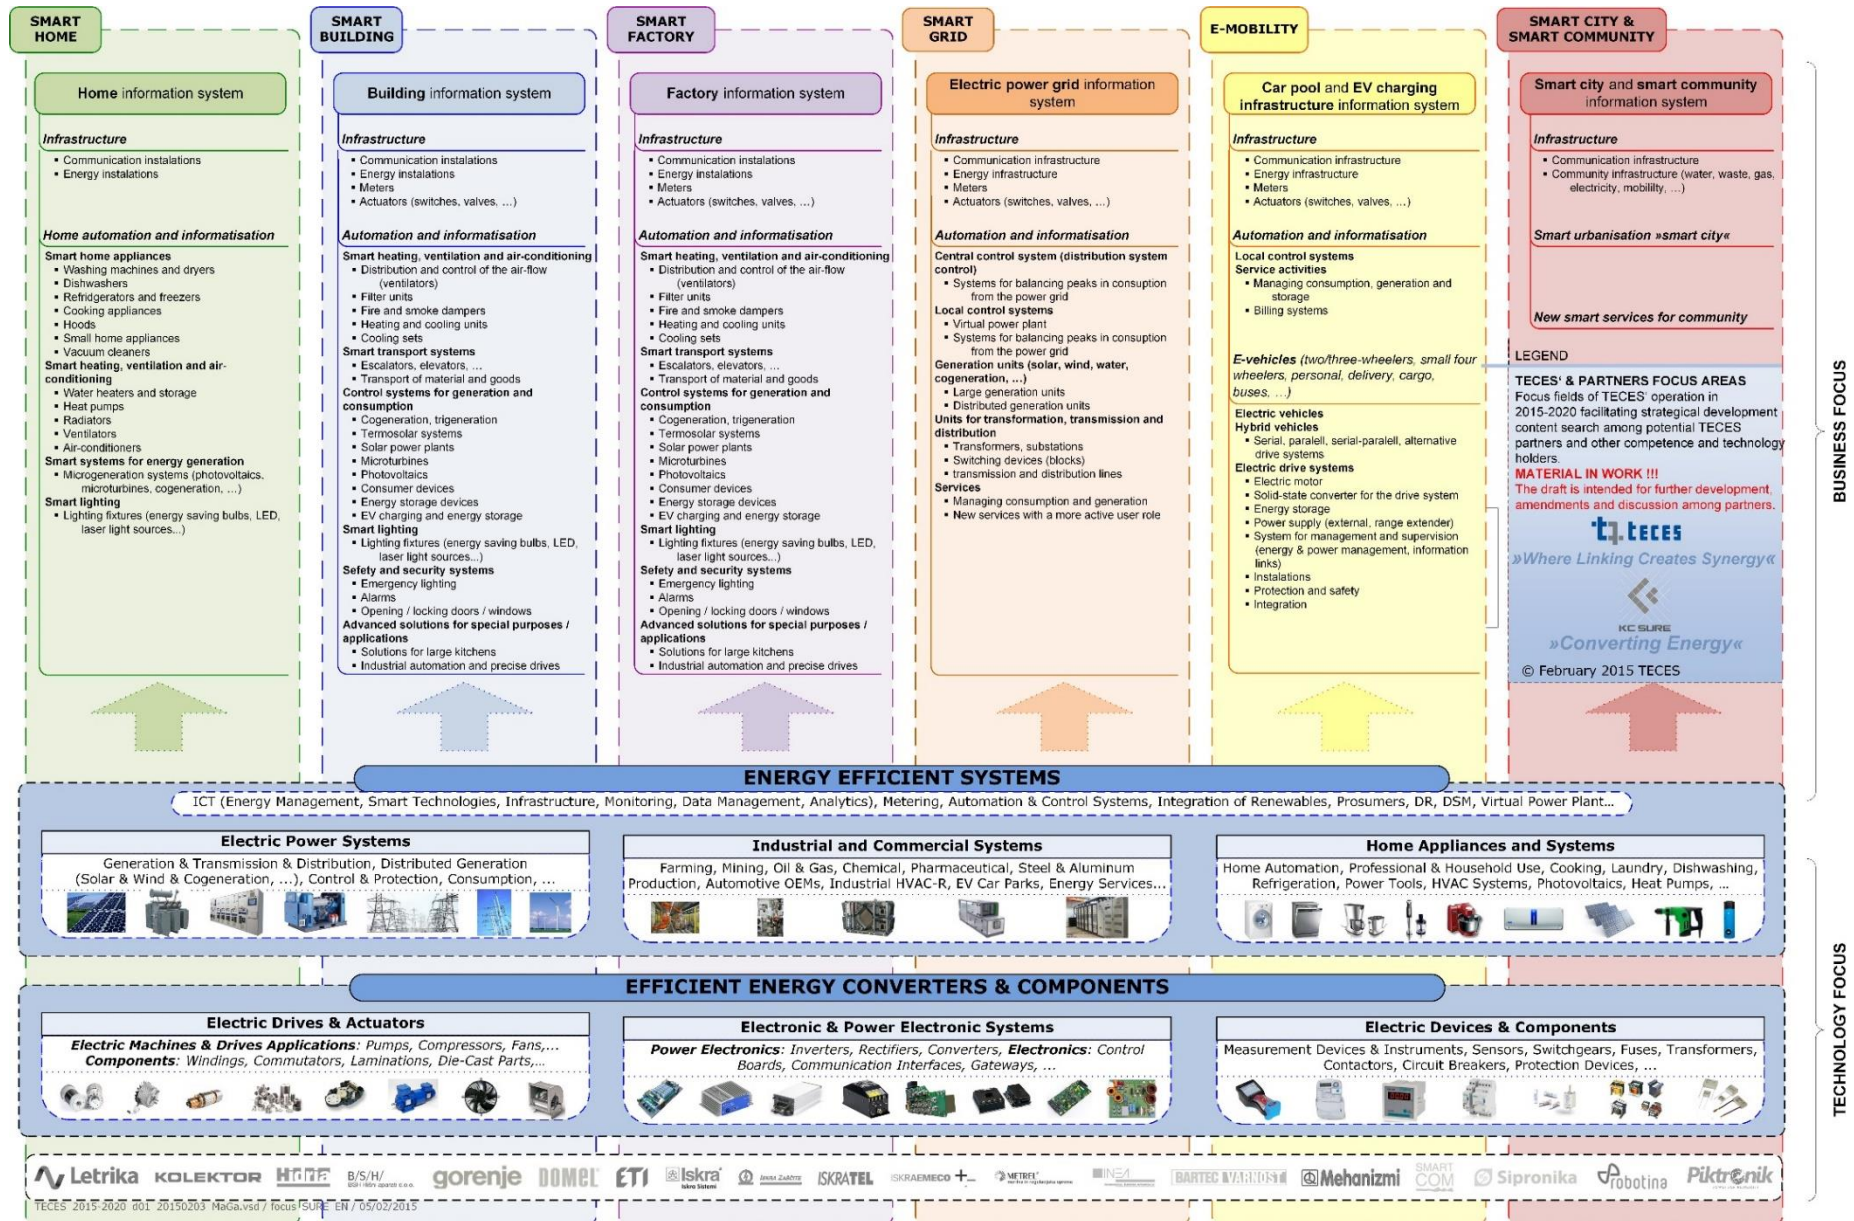 SMART
HOME
Home information system
Infrastructure
▪ Communication instalations
▪ Energy instalations
Home automation and informatisation
Smart home appliances
▪ Washing machines and dryers
▪ Dishwashers
▪ Refridgerators and freezers
▪ Cooking appliances
▪ Hoods
▪ Small home appliances
▪ Vacuum cleaners
Smart heating, ventilation and air-
conditioning
▪ Water heaters and storage
▪ Heat pumps
▪ Radiators
▪ Ventilators
▪ Air-conditioners
Smart systems for energy generation
▪ Microgeneration systems (photovoltaics.
microturbines, cogeneration, ...)
Smart lighting
▪ Lighting fixtures (energy saving bulbs, LED,
laser light sources...)
SMART
BUILDING
Building information system
Infrastructure
▪ Communication instalations
▪ Energy instalations
▪ Meters
▪ Actuators (switches, valves, ...)
Automation and informatisation
Smart heating, ventilation and air-conditioning
▪ Distribution and control of the air-flow
(ventilators)
▪ Filter units
▪ Fire and smoke dampers
▪ Heating and cooling units
▪ Cooling sets
Smart transport systems
▪ Escalators, elevators, ...
▪ Transport of material and goods
Control systems for generation and
consumption
▪ Cogeneration, trigeneration
▪ Termosolar systems
▪ Solar power plants
▪ Microturbines
▪ Photovoltaics
▪ Consumer devices
▪ Energy storage devices
▪ EV charging and energy storage
Smart lighting
▪ Lighting fixtures (energy saving bulbs, LED,
laser light sources...)
Safety and security systems
▪ Emergency lighting
▪ Alarms
▪ Opening / locking doors / windows
Advanced solutions for special purposes /
applications
▪ Solutions for large kitchens
▪ Industrial automation and precise drives
SMART
FACTORY
Factory information system
Infrastructure
▪ Communication instalations
▪ Energy instalations
▪ Meters
▪ Actuators (switches, valves, ...)
Automation and informatisation
Smart heating, ventilation and air-conditioning
▪ Distribution and control of the air-flow
(ventilators)
▪ Filter units
▪ Fire and smoke dampers
▪ Heating and cooling units
▪ Cooling sets
Smart transport systems
▪ Escalators, elevators, ...
▪ Transport of material and goods
Control systems for generation and
consumption
▪ Cogeneration, trigeneration
▪ Termosolar systems
▪ Solar power plants
▪ Microturbines
▪ Photovoltaics
▪ Consumer devices
▪ Energy storage devices
▪ EV charging and energy storage
Smart lighting
▪ Lighting fixtures (energy saving bulbs, LED,
laser light sources...)
Safety and security systems
▪ Emergency lighting
▪ Alarms
▪ Opening / locking doors / windows
Advanced solutions for special purposes /
applications
▪ Solutions for large kitchens
▪ Industrial automation and precise drives
SMART
GRID
Electric power grid information
system
Infrastructure
▪ Communication infrastructure
▪ Energy infrastructure
▪ Meters
▪ Actuators (switches, valves, ...)
Automation and informatisation
Central control system (distribution system
control)
▪ Systems for balancing peaks in consuption
from the power grid
Local control systems
▪ Virtual power plant
▪ Systems for balancing peaks in consuption
from the power grid
Generation units (solar, wind, water,
cogeneration, ...)
▪ Large generation units
▪ Distributed generation units
Units for transformation, transmission and
distribution
▪ Transformers, substations
▪ Switching devices (blocks)
▪ transmission and distribution lines
Services
▪ Managing consumption and generation
▪ New services with a more active user role
E-MOBILITY
Car pool and EV charging
infrastructure information system
Infrastructure
▪ Communication infrastructure
▪ Energy infrastructure
▪ Meters
▪ Actuators (switches, valves, ...)
Automation and informatisation
Local control systems
Service activities
▪ Managing consumption, generation and
storage
▪ Billing systems
E-vehicles (two/three-wheelers, small four
wheelers, personal, delivery, cargo,
buses, ...)
Electric vehicles
Hybrid vehicles
▪ Serial, paralell, serial-paralell, alternative
drive systems
Electric drive systems
▪ Electric motor
▪ Solid-state converter for the drive system
▪ Energy storage
▪ Power supply (external, range extender)
▪ System for management and supervision
(energy & power management, information
links)
▪ Instalations
▪ Protection and safety
▪ Integration
SMART CITY &
SMART COMMUNITY
Smart city and smart community
information system
Infrastructure
▪ Communication infrastructure
▪ Community infrastructure (water, waste, gas,
electricity, mobililty, ...)
Smart urbanisation »smart city«
New smart services for community
LEGEND
TECES' & PARTNERS FOCUS AREAS
Focus fields of TECES' operation in
2015-2020 facilitating strategical development
content search among potential TECES
partners and other competence and technology
holders.
MATERIAL IN WORK !!!
The draft is intended for further development,
amendments and discussion among partners.
teces
»Where Linking Creates Synergy«
KC SURE
»Converting Energy«
© February 2015 TECES
BUSINESS FOCUS
ENERGY EFFICIENT SYSTEMS
ICT (Energy Management, Smart Technologies, Infrastructure, Monitoring, Data Management, Analytics), Metering, Automation & Control Systems, Integration of Renewables, Prosumers, DR, DSM, Virtual Power Plant...
Electric Power Systems
Generation & Transmission & Distribution, Distributed Generation
(Solar & Wind & Cogeneration, ...), Control & Protection, Consumption, ...
Industrial and Commercial Systems
Farming, Mining, Oil & Gas, Chemical, Pharmaceutical, Steel & Aluminum
Production, Automotive OEMs, Industrial HVAC-R, EV Car Parks, Energy Services...
Home Appliances and Systems
Home Automation, Professional & Household Use, Cooking, Laundry, Dishwashing,
Refrigeration, Power Tools, HVAC Systems, Photovoltaics, Heat Pumps, ...
TECHNOLOGY FOCUS
EFFICIENT ENERGY CONVERTERS & COMPONENTS
Electric Drives & Actuators
Electric Machines & Drives Applications: Pumps, Compressors, Fans,...
Components: Windings, Commutators, Laminations, Die-Cast Parts,...
Electronic & Power Electronic Systems
Power Electronics: Inverters, Rectifiers, Converters, Electronics: Control
Boards, Communication Interfaces, Gateways, ...
Electric Devices & Components
Measurement Devices & Instruments, Sensors, Switchgears, Fuses, Transformers,
Contactors, Circuit Breakers, Protection Devices, ...
Letrika KOLEKTOR Hidria B/S/H/ gorenje DOMEL ETI Iskra Iskra Sistemi ISKRATEL ISKRAEMECO METREL INEA BARTEC VARNOST Mehanizmi SMART COM Sipronika robotina Piktronik
TECES 2015-2020 d01 20150203 MaGa.vsd / focus SURE EN / 05/02/2015